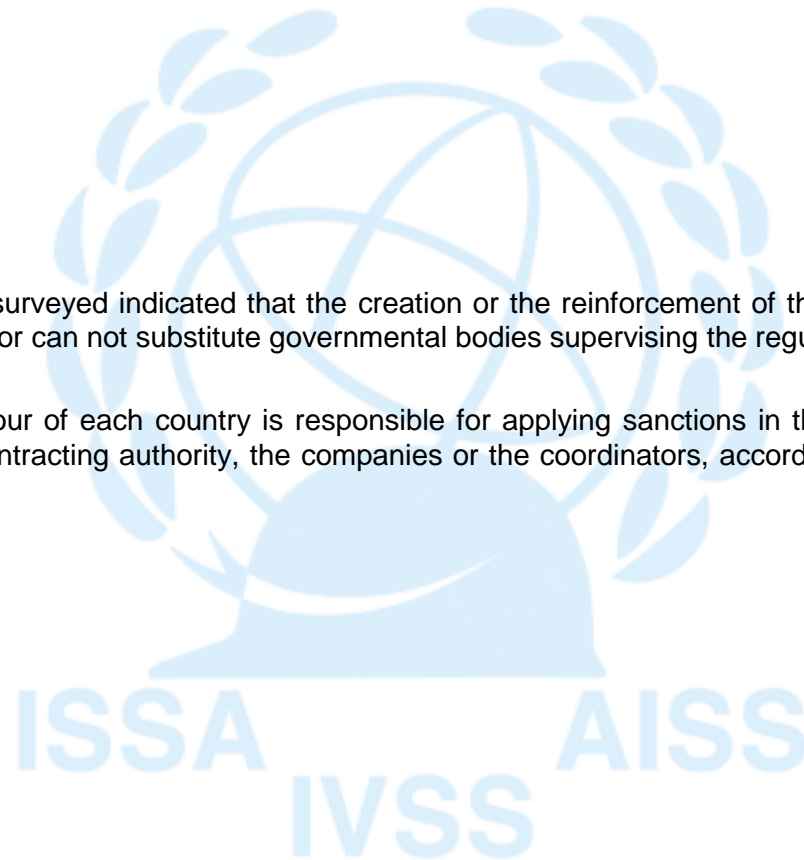 surveyed indicated that the creation or the reinforcement of th
or can not substitute governmental bodies supervising the regu
our of each country is responsible for applying sanctions in th
ntracting authority, the companies or the coordinators, accord
ISSA AISS
IVSS